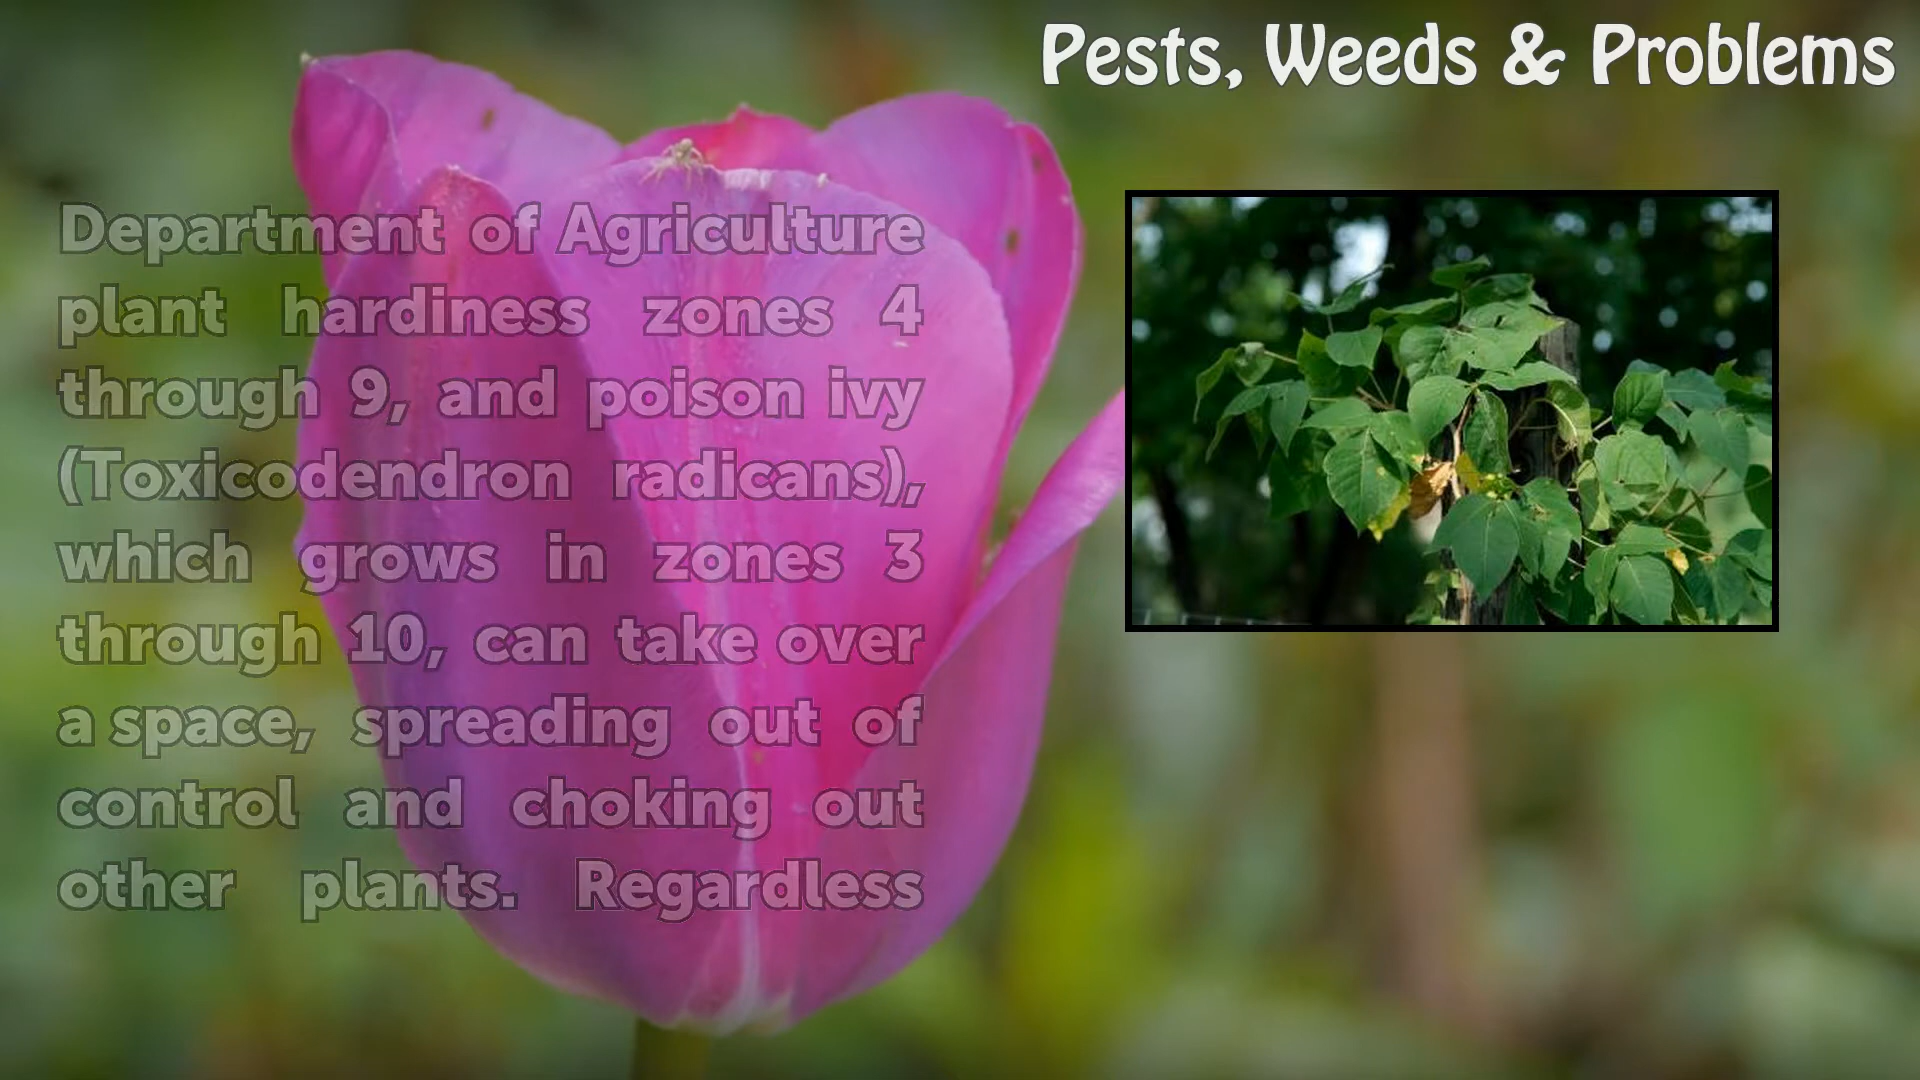 Pests, Weeds & Problems
Department of Agriculture
plant hardiness zones 4
through 9, and poison ivy
(Toxicodendron radicans),
which grows in zones 3
through 10, can take over
a space, spreading out of
control and choking out
other plants. Regardless